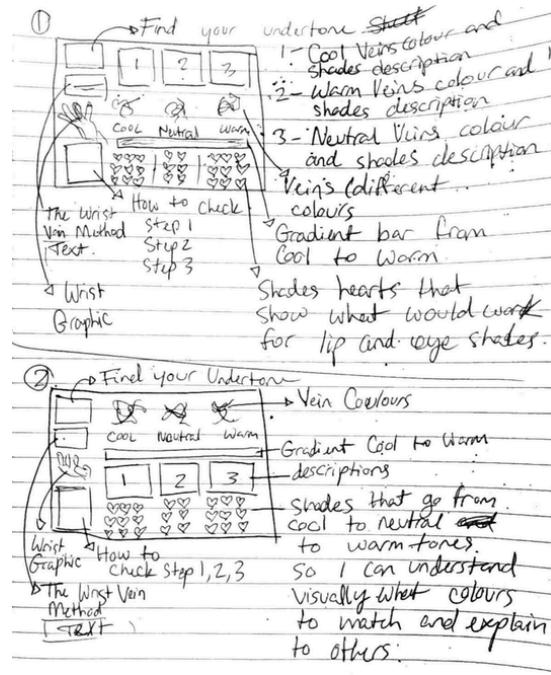 ①
Find your undertone
1 2 3
Cool Neutral Warm
The Wrist
Vein Method
Text.
How to Check
Step 1
Step 2
Step 3
Wrist
Graphic
1- Cool Veins colour and
shades description
2- Warm Veins colour and
shades description
3- Neutral Veins colour
and shades description
Vein's (different
colours
Gradient bar from
Cool to Warm.
Shades hearts that
show what would work
for lip and eye shades.
②
Find your Undertone
COOL Neutral Warm
1 2 3
Wrist
Graphic
How to
Check Step 1, 2, 3
The Wrist Vein
Method
TEXT
Vein Coulours
Gradient Cool to Warm
descriptions
shades that go from
cool to neutral
to warm tones.
so I can understand
visually what colours
to match and explain
to others.